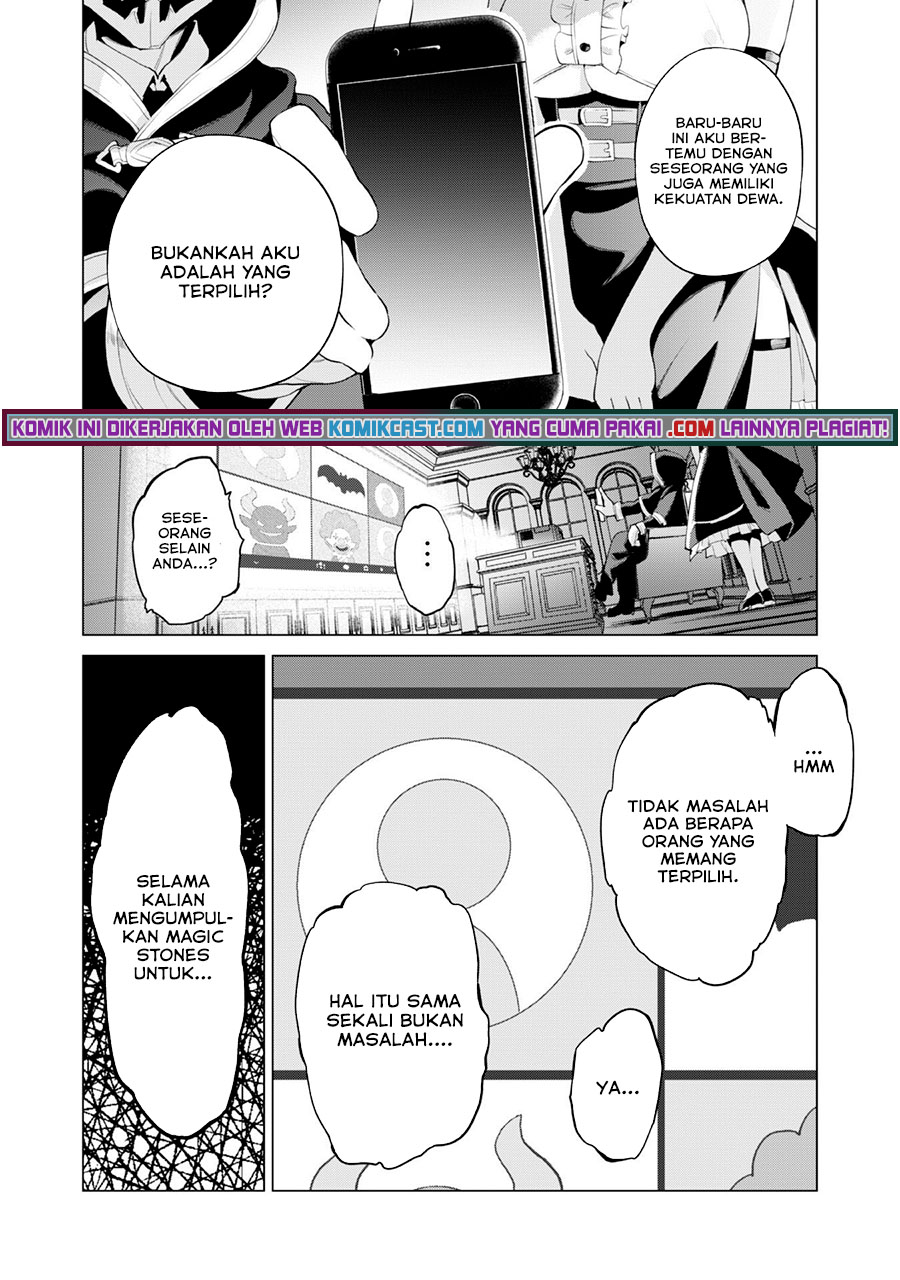 BARU-BARU
INI AKU BER-
TEMU DENGAN
SESEORANG YANG
JUGA MEMILIKI
KEKUATAN DEWA.
BUKANKAH AKU
ADALAH YANG
TERPILIH?
KOMIK INI DIKERJAKAN OLEH WEB KOMIKCAST.COM YANG CUMA PAKAI .COM LAINNYA PLAGIAT!
...
SESE-
ORANG
SELAIN
ANDA...?
...
HMM
TIDAK MASALAH
ADA BERAPA
ORANG YANG
MEMANG
TERPILIH.
YA...
HAL ITU SAMA
SEKALI BUKAN
MASALAH....
SELAMA
KALIAN
MENGUMPUL-
KAN MAGIC
STONES
UNTUK...